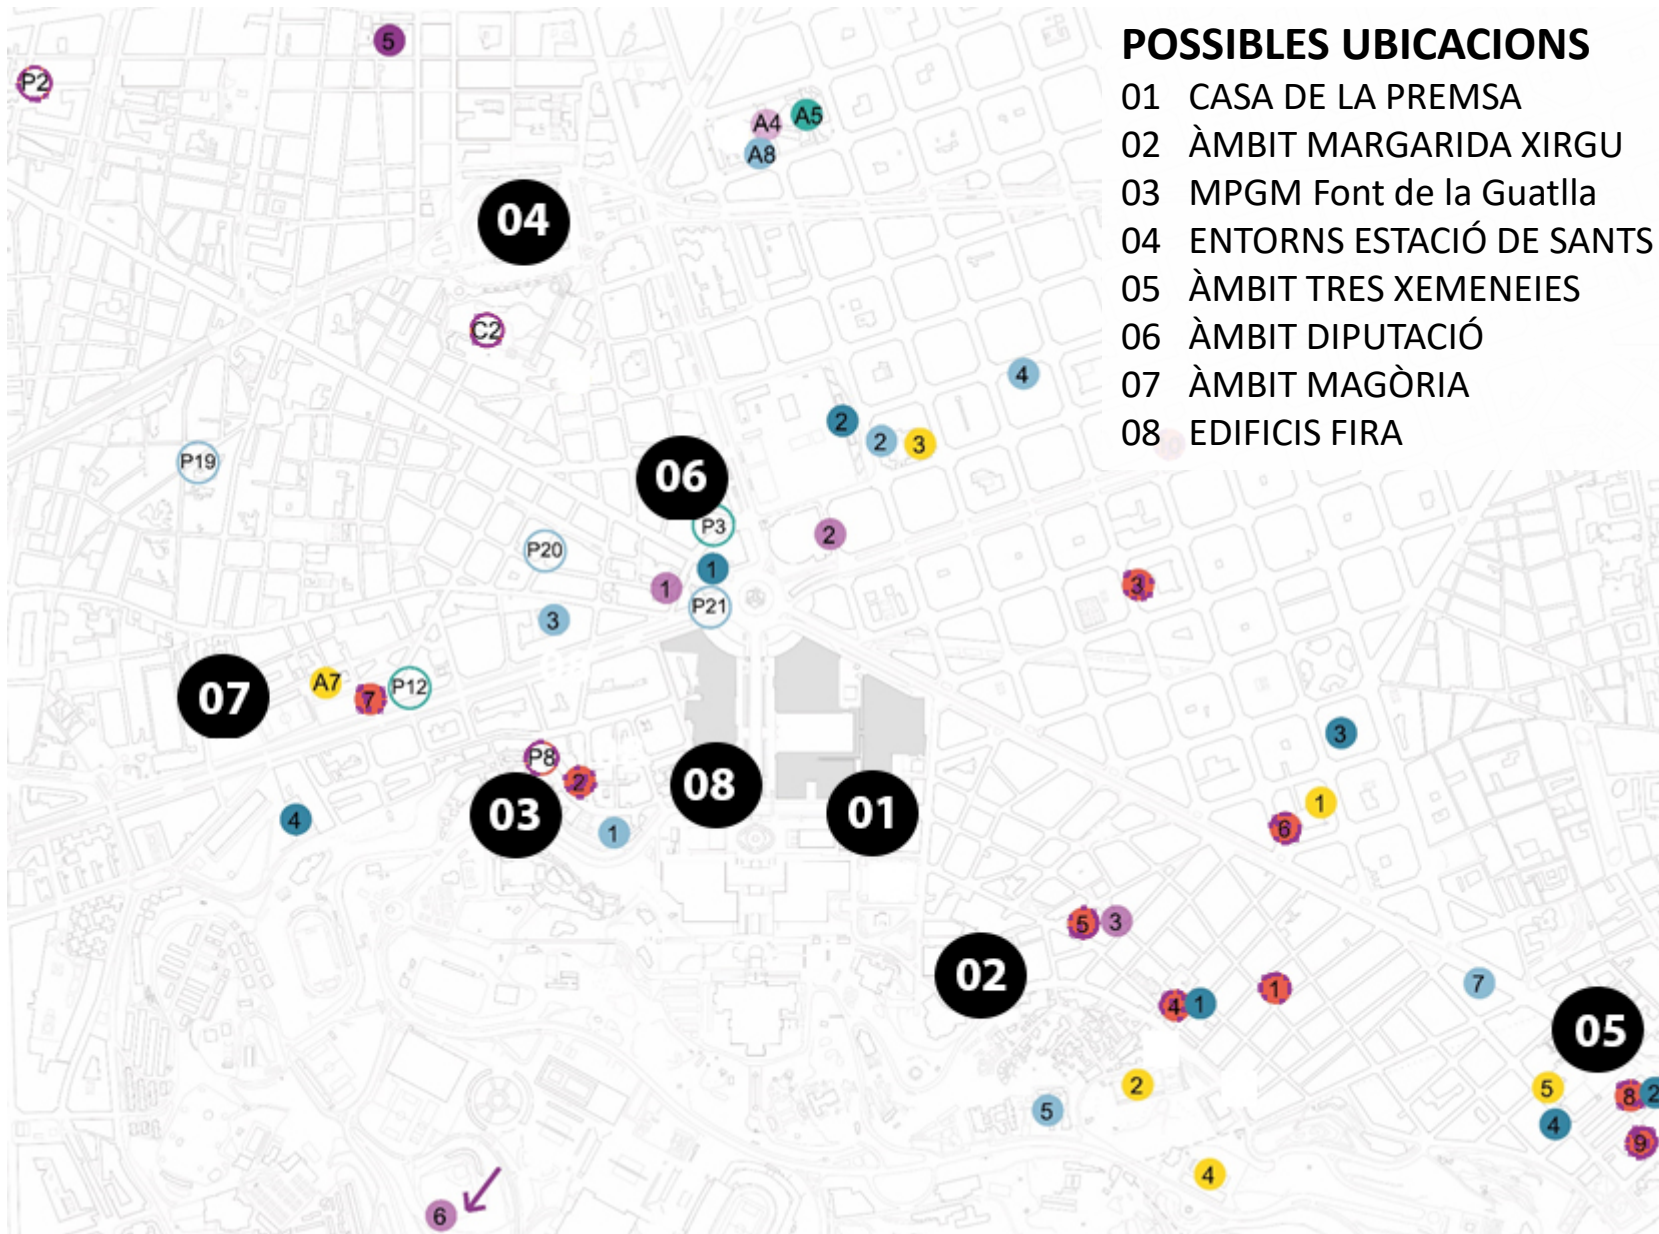 POSSIBLES UBICACIONS
01 CASA DE LA PREMSA
02 ÀMBIT MARGARIDA XIRGU
03 MPGM Font de la Guatlla
04 ENTORNS ESTACIÓ DE SANTS
05 ÀMBIT TRES XEMENEIES
06 ÀMBIT DIPUTACIÓ
07 ÀMBIT MAGÒRIA
08 EDIFICIS FIRA
5
P2
A4 A5
A8
04
C2
4
2
2 3
P19
06
P3
2
P20
1
1
P21
3
3
07
A7
7
P12
3
P8
2
08
1
6
03
01
4
1
5 3
02
7
1
4 1
05
2
5
8 2
5
4
9
4
6